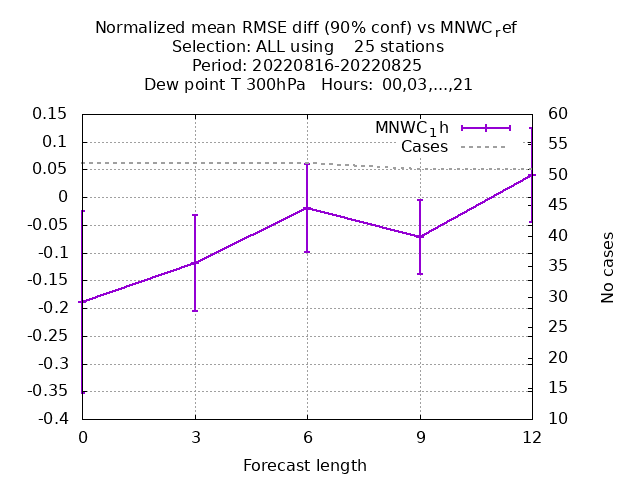 Normalized mean RMSE diff (90% conf) vs MNWC_ref
Selection: ALL using    25 stations
Period: 20220816-20220825
Dew point T 300hPa   Hours: 00,03,...,21
MNWC_1h
Cases
0.15
0.1
0.05
0
-0.05
-0.1
-0.15
-0.2
-0.25
-0.3
-0.35
-0.4
60
55
50
45
40
35
30
25
20
15
10
No cases
0 3 6 9 12
Forecast length